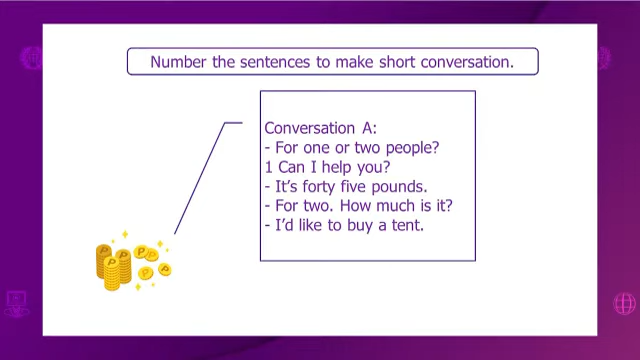 Number the sentences to make short conversation.
Conversation A:
- For one or two people?
1 Can I help you?
- It's forty five pounds.
- For two. How much is it?
- I'd like to buy a tent.